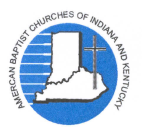 AMERICAN BAPTIST CHURCHES OF INDIANA AND KENTUCKY